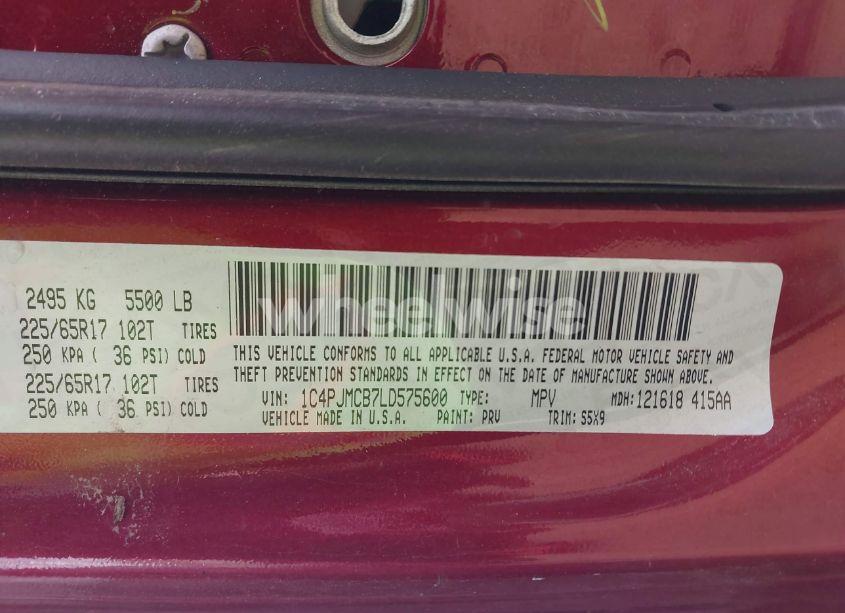 2495 KG 5500 LB
225/65R17 102T TIRES
250 KPA ( 36 PSI) COLD
225/65R17 102T TIRES
250 KPA ( 36 PSI) COLD
wheelwise
THIS VEHICLE CONFORMS TO ALL APPLICABLE U.S.A. FEDERAL MOTOR VEHICLE SAFETY AND
THEFT PREVENTION STANDARDS IN EFFECT ON THE DATE OF MANUFACTURE SHOWN ABOVE.
VIN: 1C4PJMCB7LD575600 TYPE: MPV MDH: 121618 415AA
VEHICLE MADE IN U.S.A. PAINT: PRV TRIM: S5X9